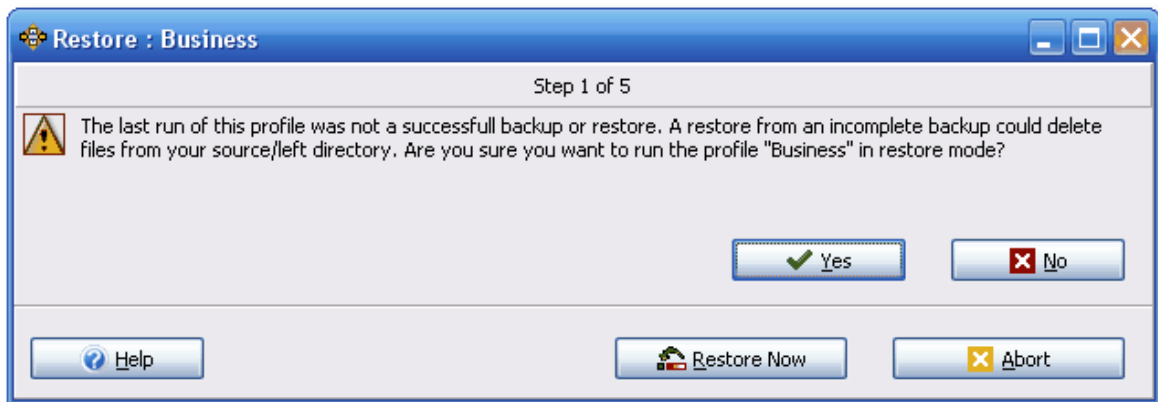 Restore : Business
Step 1 of 5
The last run of this profile was not a successfull backup or restore. A restore from an incomplete backup could delete
files from your source/left directory. Are you sure you want to run the profile "Business" in restore mode?
Yes
No
Help
Restore Now
Abort